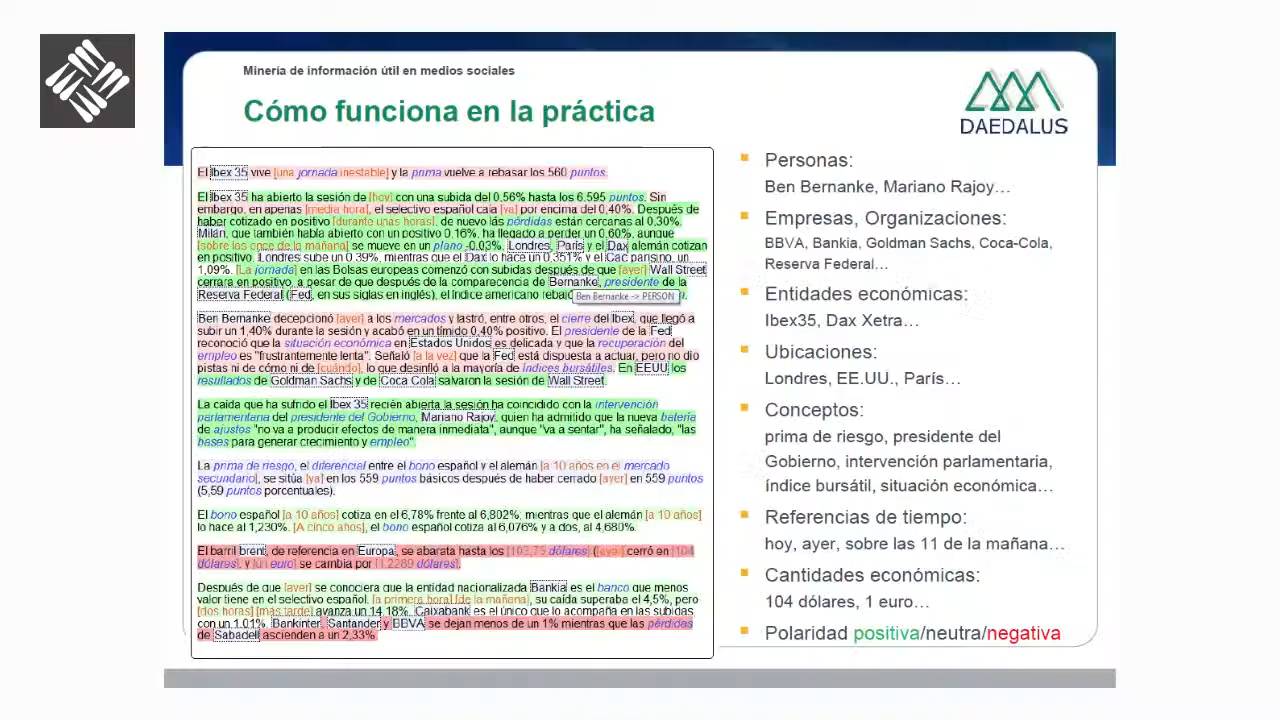 Minería de información útil en medios sociales
Cómo funciona en la práctica
DAEDALUS
El Ibex 35 vive [una jornada inestable] y la prima vuelve a rebasar los 560 puntos.
El Ibex 35 ha abierto la sesión de [hoy] con una subida del 0,56% hasta los 6.595 puntos. Sin
embargo, en apenas [media hora], el selectivo español caía [ya] por encima del 0,40%. Después de
haber cotizado en positivo [durante unas horas], de nuevo las pérdidas están cercanas al 0,30%.
Milán, que también había abierto con un positivo 0,16%, ha llegado a perder un 0,60%, aunque
[sobre las once de la mañana] se mueve en un plano -0,03%. Londres, París y el Dax alemán cotizan
en positivo. Londres sube un 0,39%, mientras que el Dax lo hace un 0,351% y el Cac parisino, un
1,09%. [La jornada] en las Bolsas europeas comenzó con subidas después de que [ayer] Wall Street
cerrara en positivo, a pesar de que después de la comparecencia de Bernanke, presidente de la
Reserva Federal (Fed, en sus siglas en inglés), el índice americano
Ben Bernanke -> PERSON
Ben Bernanke decepcionó [ayer] a los mercados y lastró, entre otros, el cierre del Ibex, que llegó a
subir un 1,40% durante la sesión y acabó en un tímido 0,40% positivo. El presidente de la Fed
reconoció que la situación económica en Estados Unidos es delicada y que la recuperación del
empleo es "frustrantemente lenta". Señaló [a la vez] que la Fed está dispuesta a actuar, pero no dio
pistas ni de cómo ni de [cuándo], lo que desinfló a la mayoría de índices bursátiles. En EEUU los
resultados de Goldman Sachs y de Coca Cola salvaron la sesión de Wall Street.
La caída que ha sufrido el Ibex 35 recién abierta la sesión ha coincidido con la intervención
parlamentaria del presidente del Gobierno, Mariano Rajoy, quien ha admitido que la nueva batería
de ajustes "no va a producir efectos de manera inmediata", aunque "va a sentar", ha señalado, "las
bases para generar crecimiento y empleo".
La prima de riesgo, el diferencial entre el bono español y el alemán [a 10 años en el mercado
secundario], se sitúa [ya] en los 559 puntos básicos después de haber cerrado [ayer] en 559 puntos
(5,59 puntos porcentuales).
El bono español [a 10 años] cotiza en el 6,78% frente al 6,802%; mientras que el alemán [a 10 años]
lo hace al 1,230%. [A cinco años], el bono español cotiza al 6,076% y a dos, al 4,680%.
El barril brent, de referencia en Europa, se abarata hasta los [103,75 dólares] ([ayer] cerró en [104
dólares], y [un euro] se cambia por [1,2289 dólares].
Después de que [ayer] se conociera que la entidad nacionalizada Bankia es el banco que menos
valor tiene en el selectivo español, [a primera hora] [de la mañana], su caída superaba el 4,5%, pero
[dos horas] [más tarde] avanza un 14,18%. Caixabank es el único que lo acompaña en las subidas
con un 1,01%. Bankinter, Santander y BBVA se dejan menos de un 1% mientras que las pérdidas
de Sabadell ascienden a un 2,33%.
Personas:
Ben Bernanke, Mariano Rajoy…
Empresas, Organizaciones:
BBVA, Bankia, Goldman Sachs, Coca-Cola,
Reserva Federal…
Entidades económicas:
Ibex35, Dax Xetra…
Ubicaciones:
Londres, EE.UU., París…
Conceptos:
prima de riesgo, presidente del
Gobierno, intervención parlamentaria,
índice bursátil, situación económica…
Referencias de tiempo:
hoy, ayer, sobre las 11 de la mañana…
Cantidades económicas:
104 dólares, 1 euro…
Polaridad positiva/neutra/negativa